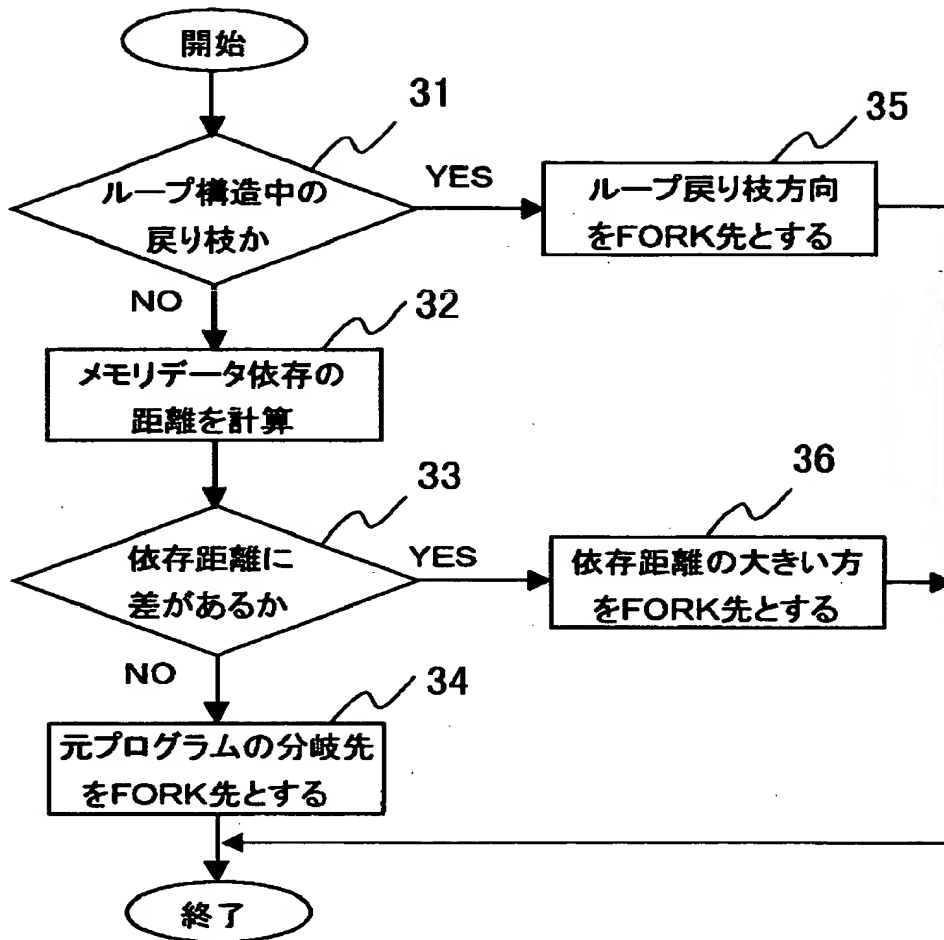 開始
31
ループ構造中の
戻り枝か
YES
35
ループ戻り枝方向
をFORK先とする
NO
32
メモリデータ依存の
距離を計算
33
依存距離に
差があるか
YES
36
依存距離の大きい方
をFORK先とする
NO
34
元プログラムの分岐先
をFORK先とする
終了